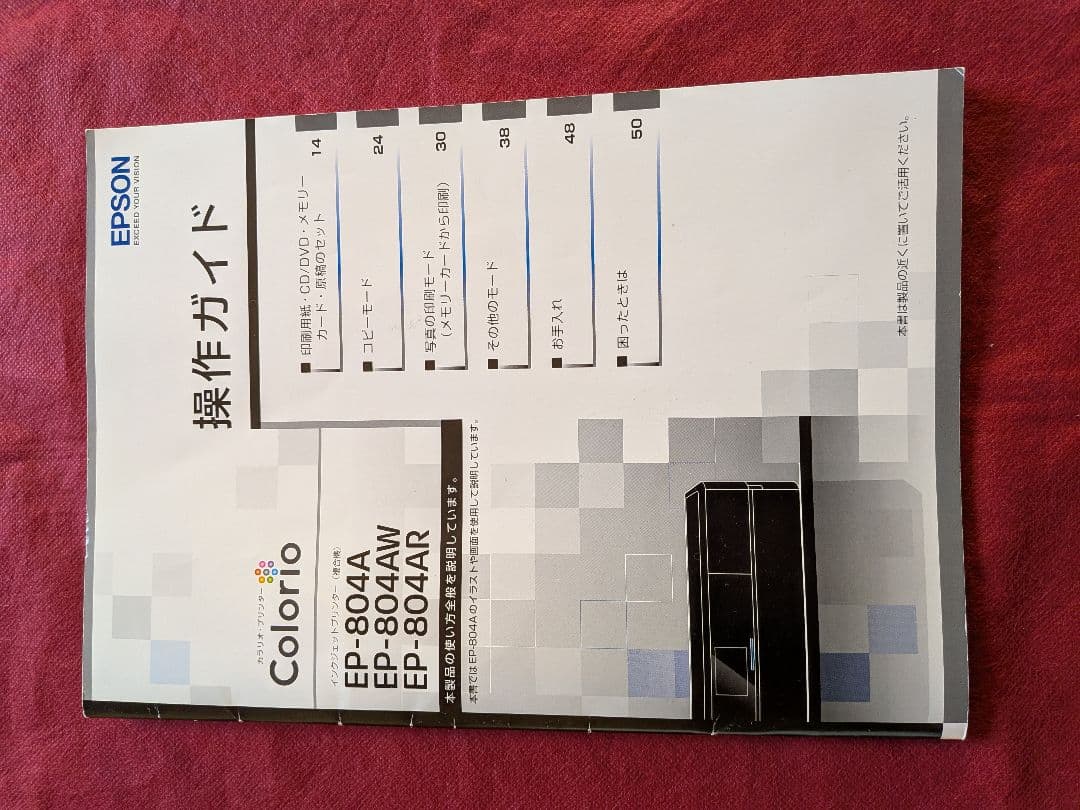 EPSON
EXCEED YOUR VISION
操作ガイド
カラリオ・プリンター
Colorio
インクジェットプリンター（複合機）
EP-804A
EP-804AW
EP-804AR
本製品の使い方全般を説明しています。
本書では EP-804A のイラストや画面を使用して説明しています。
■ 印刷用紙・CD/DVD・メモリー
カード・原稿のセット 14
■ コピーモード 24
■ 写真の印刷モード
（メモリーカードから印刷） 30
■ その他のモード 38
■ お手入れ 48
■ 困ったときは 50
本書は製品の近くに置いてご活用ください。